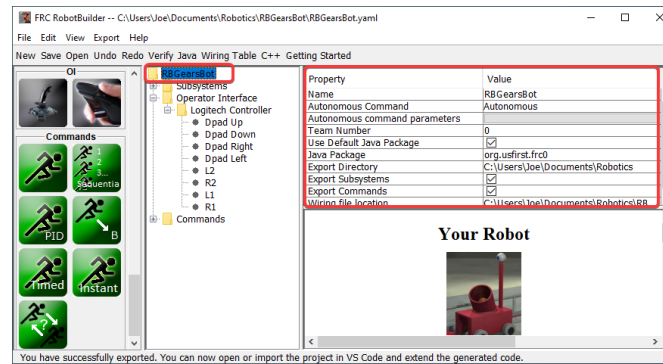 FRC RobotBuilder -- C:\Users\Joe\Documents\Robotics\RBGearsBot\RBGearsBot.yaml
File Edit View Export Help
New Save Open Undo Redo Verify Java Wiring Table C++ Getting Started
OI
Commands
1
2
3...
Sequentia
PID
B
Timed
Instant
?
RBGearsBot
Subsystems
Operator Interface
Logitech Controller
Dpad Up
Dpad Down
Dpad Right
Dpad Left
L2
R2
L1
R1
Commands
Property Value
Name RBGearsBot
Autonomous Command Autonomous
Autonomous command parameters
Team Number 0
Use Default Java Package
Java Package org.usfirst.frc0
Export Directory C:\Users\Joe\Documents\Robotics
Export Subsystems
Export Commands
Wiring file location C:\Users\Joe\Documents\Robotics\RB
Your Robot
You have successfully exported. You can now open or import the project in VS Code and extend the generated code.